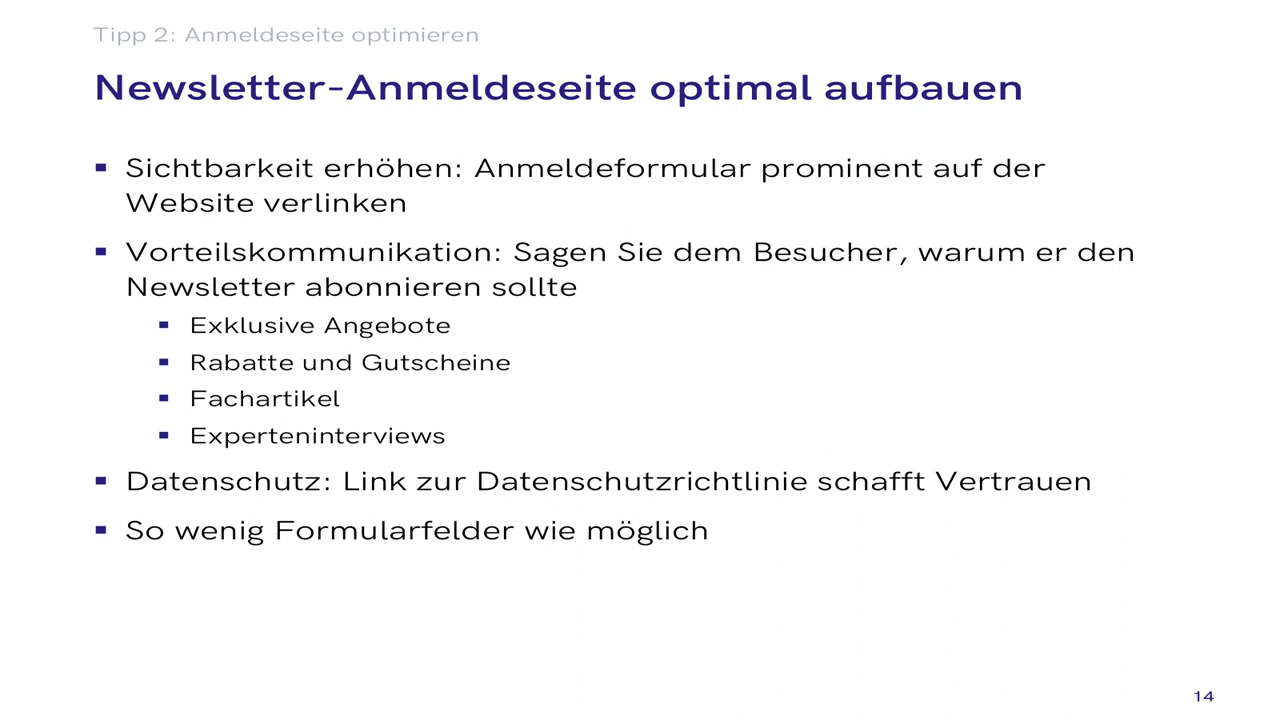 Tipp 2: Anmeldeseite optimieren
Newsletter-Anmeldeseite optimal aufbauen
▪ Sichtbarkeit erhöhen: Anmeldeformular prominent auf der
Website verlinken
▪ Vorteilskommunikation: Sagen Sie dem Besucher, warum er den
Newsletter abonnieren sollte
▪ Exklusive Angebote
▪ Rabatte und Gutscheine
▪ Fachartikel
▪ Experteninterviews
▪ Datenschutz: Link zur Datenschutzrichtlinie schafft Vertrauen
▪ So wenig Formularfelder wie möglich
14